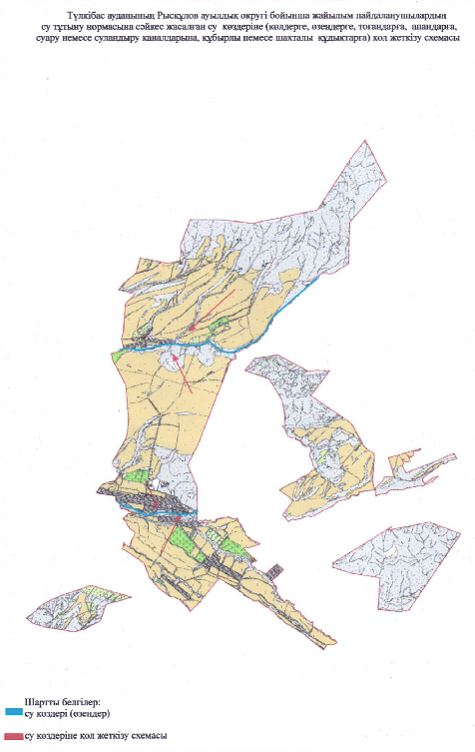 Түлкібас ауданының Рысқұлов ауылдық округі бойынша жайылым пайдаланушылардың
су тұтыну нормасына сәйкес жасалған су көздеріне (көлдерге, өзендерге, тоғандарға, апандарға,
суару немесе суландыру каналдарына, құбырлы немесе шахталы құдықтарға) қол жеткізу схемасы
Шартты белгілер:
су көздері (өзендер)
су көздеріне қол жеткізу схемасы